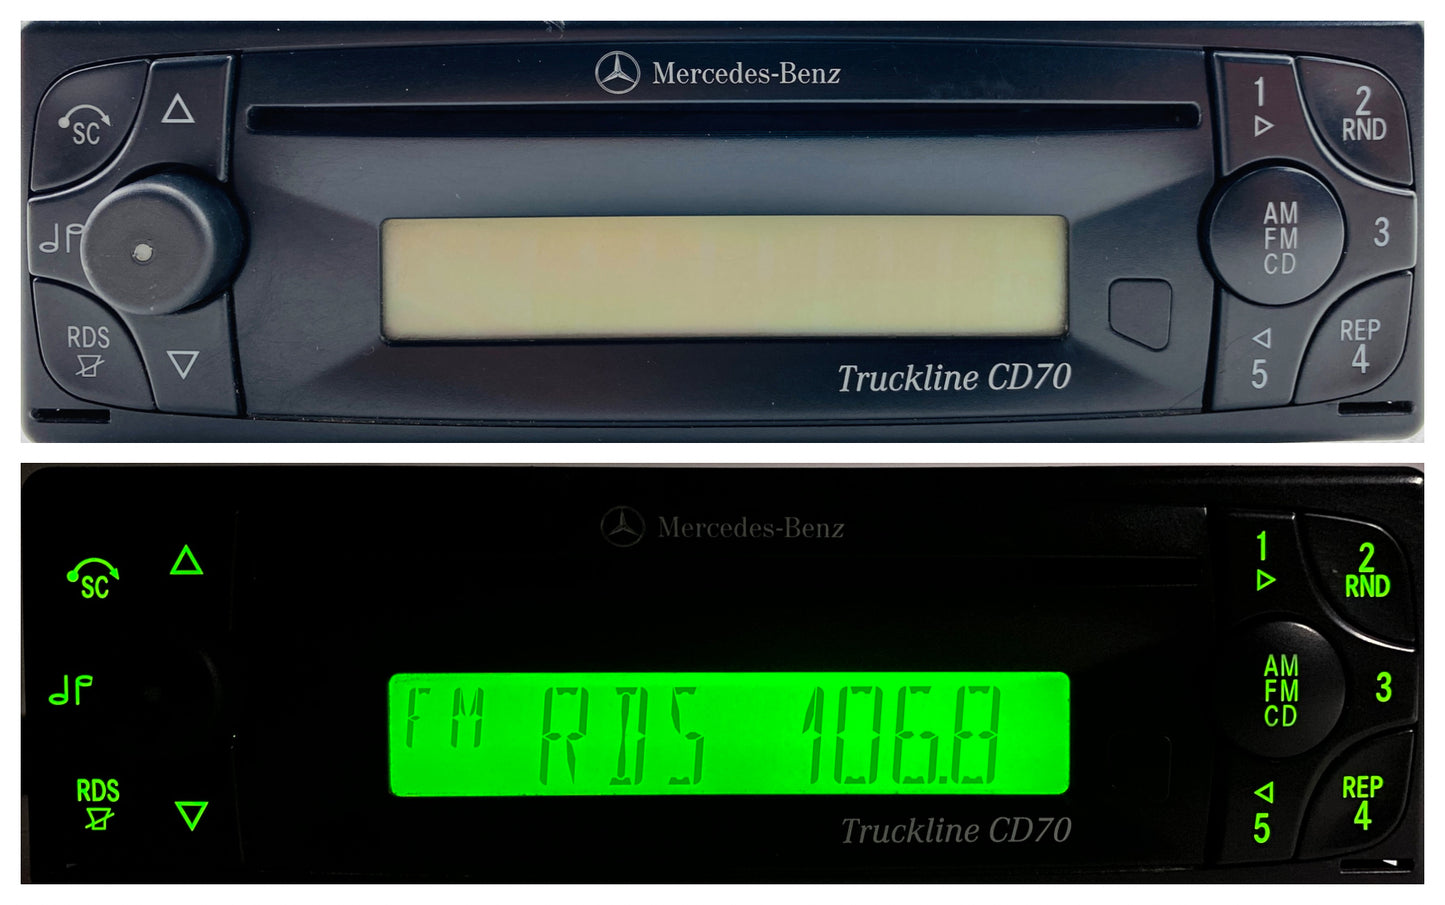 Mercedes-Benz
SC
RDS
1
2
RND
AM
FM
CD
3
5
REP
4
Truckline CD70
Mercedes-Benz
SC
RDS
FM RDS 106.8
1
2
RND
AM
FM
CD
3
5
REP
4
Truckline CD70